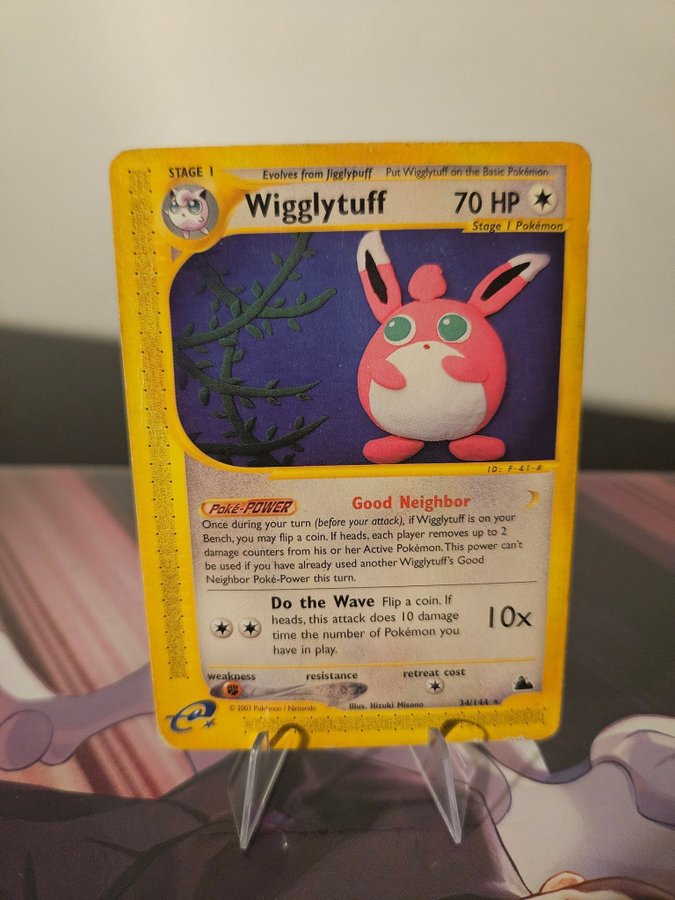 STAGE 1
Evolves from Jigglypuff Put Wigglytuff on the Basic Pokémon.
Wigglytuff 70 HP
Stage 1 Pokémon
ID: F-41-#
Poké-POWER Good Neighbor
Once during your turn (before your attack), if Wigglytuff is on your
Bench, you may flip a coin. If heads, each player removes up to 2
damage counters from his or her Active Pokémon. This power can't
be used if you have already used another Wigglytuff's Good
Neighbor Poké-Power this turn.
Do the Wave Flip a coin. If
heads, this attack does 10 damage
time the number of Pokémon you
have in play.
10x
weakness resistance retreat cost
© 2003 Pokémon / Nintendo Illus. Hizuki Misono 34/144 ★
e